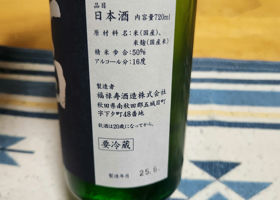 品目
日本酒 内容量720ml
原材料名:米(国産)、
米麹(国産米)
精米歩合:50%
アルコール分:16度
製造者
福禄寿酒造株式会社
秋田県南秋田郡五城目町
字下夕町48番地
飲酒は20歳になってから。
要冷蔵
製造年月
25.6.